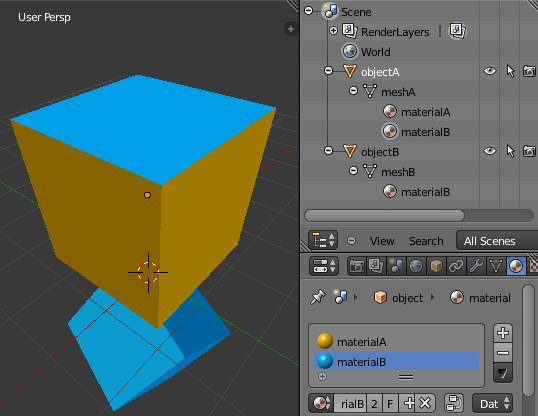 User Persp
Scene
RenderLayers
World
objectA
meshA
materialA
materialB
objectB
meshB
materialB
View Search All Scenes
object material
materialA
materialB
rialB 2 F Dat